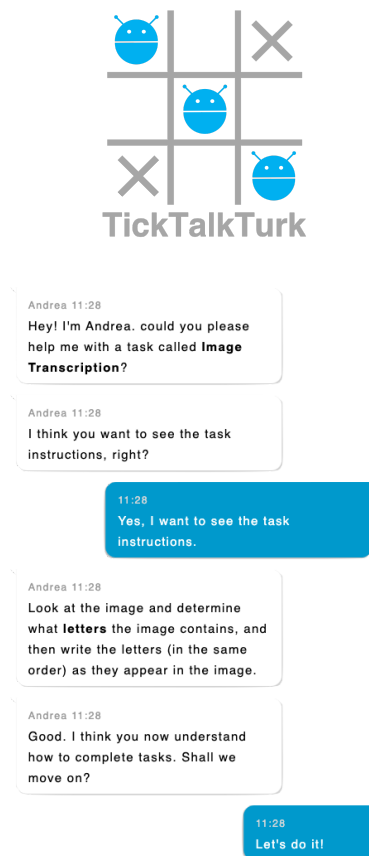 TickTalkTurk
Andrea 11:28
Hey! I'm Andrea. could you please
help me with a task called Image
Transcription?
Andrea 11:28
I think you want to see the task
instructions, right?
11:28
Yes, I want to see the task
instructions.
Andrea 11:28
Look at the image and determine
what letters the image contains, and
then write the letters (in the same
order) as they appear in the image.
Andrea 11:28
Good. I think you now understand
how to complete tasks. Shall we
move on?
11:28
Let's do it!